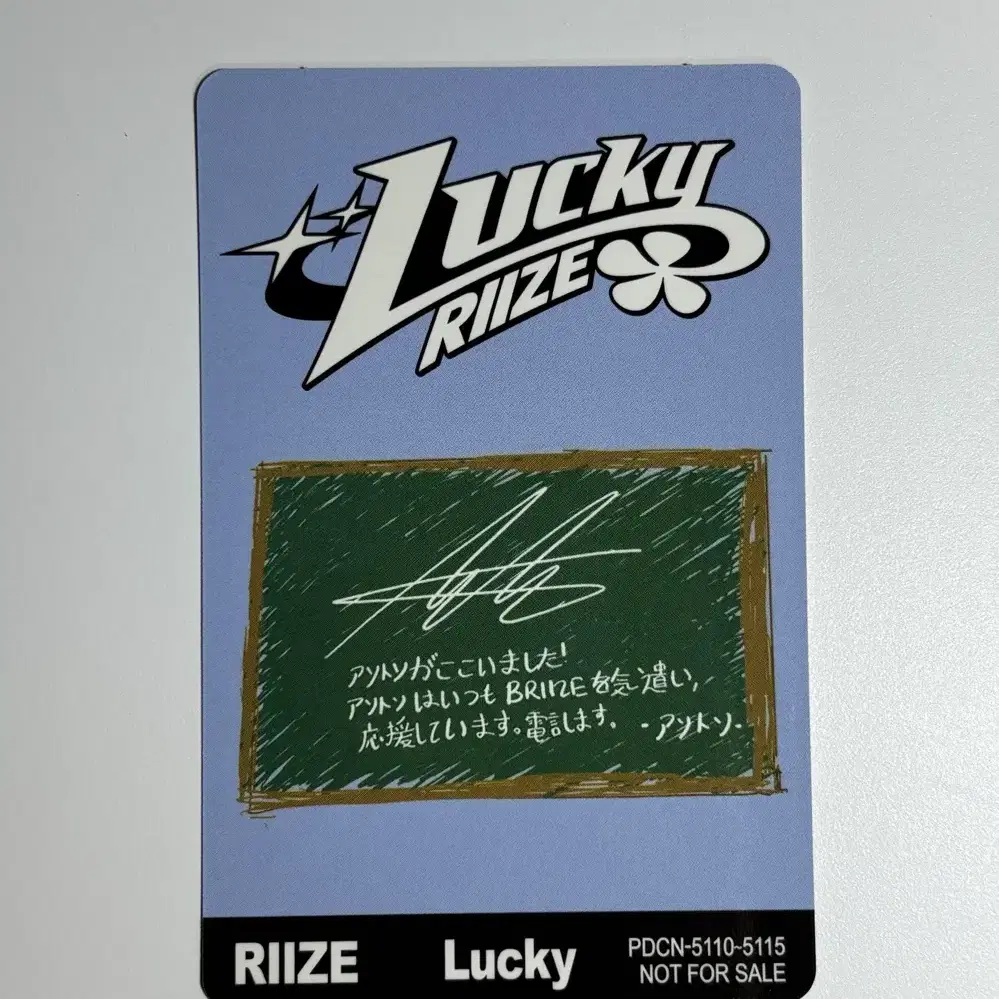 Lucky
RIIZE
アントンがここいました!
アントンはいつもBRIIZEを気遣い,
応援しています。電話します。 -アントン-
RIIZE Lucky PDCN-5110~5115
NOT FOR SALE